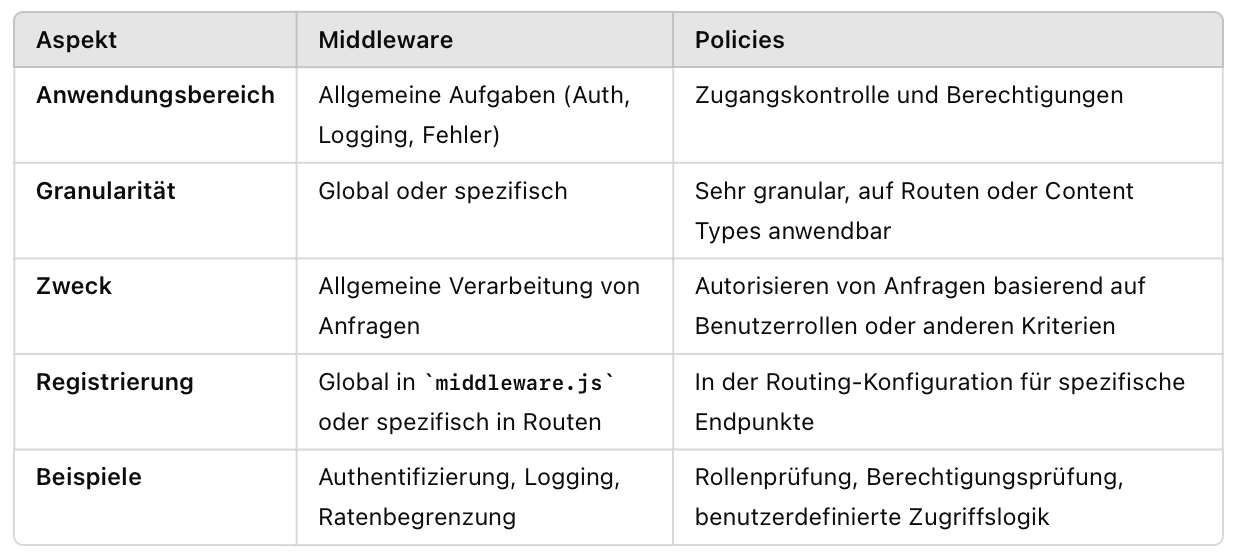 Aspekt Middleware Policies
Anwendungsbereich Allgemeine Aufgaben (Auth, Zugangskontrolle und Berechtigungen
Logging, Fehler)
Granularität Global oder spezifisch Sehr granular, auf Routen oder Content
Types anwendbar
Zweck Allgemeine Verarbeitung von Autorisieren von Anfragen basierend auf
Anfragen Benutzerrollen oder anderen Kriterien
Registrierung Global in `middleware.js` In der Routing-Konfiguration für spezifische
oder spezifisch in Routen Endpunkte
Beispiele Authentifizierung, Logging, Rollenprüfung, Berechtigungsprüfung,
Ratenbegrenzung benutzerdefinierte Zugriffslogik